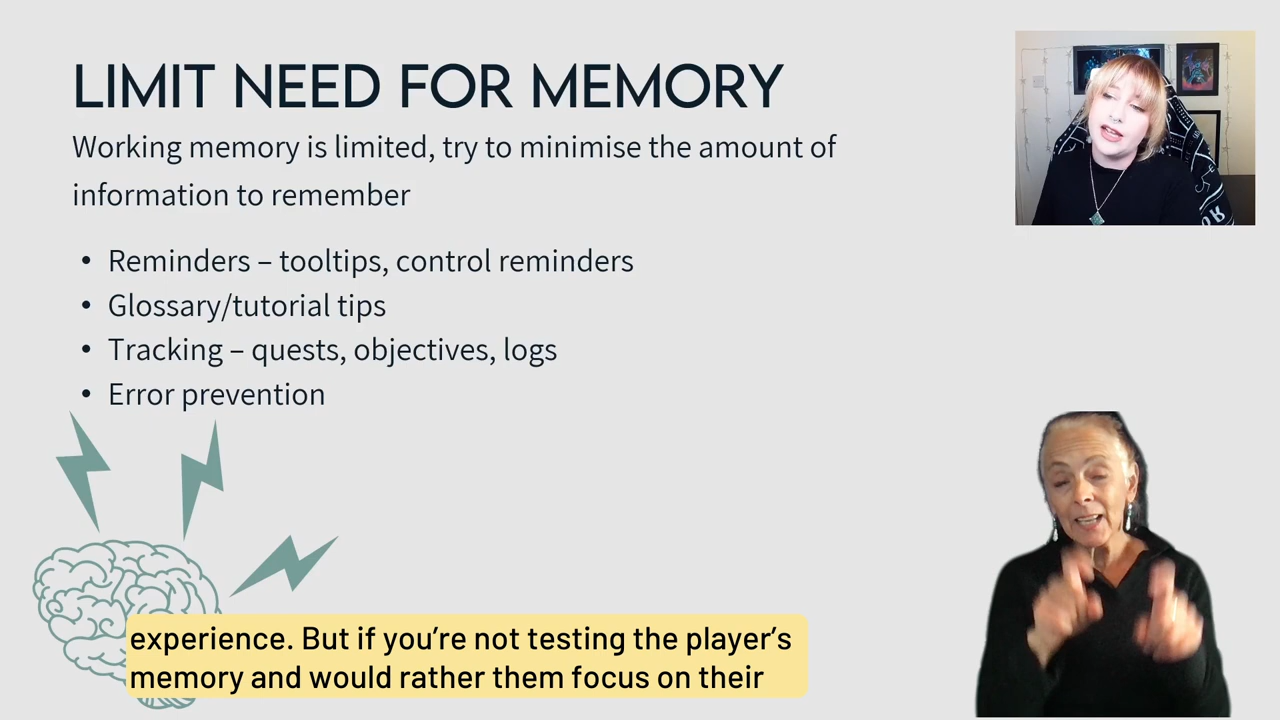 LIMIT NEED FOR MEMORY
Working memory is limited, try to minimise the amount of
information to remember
• Reminders – tooltips, control reminders
• Glossary/tutorial tips
• Tracking – quests, objectives, logs
• Error prevention
experience. But if you’re not testing the player’s
memory and would rather them focus on their